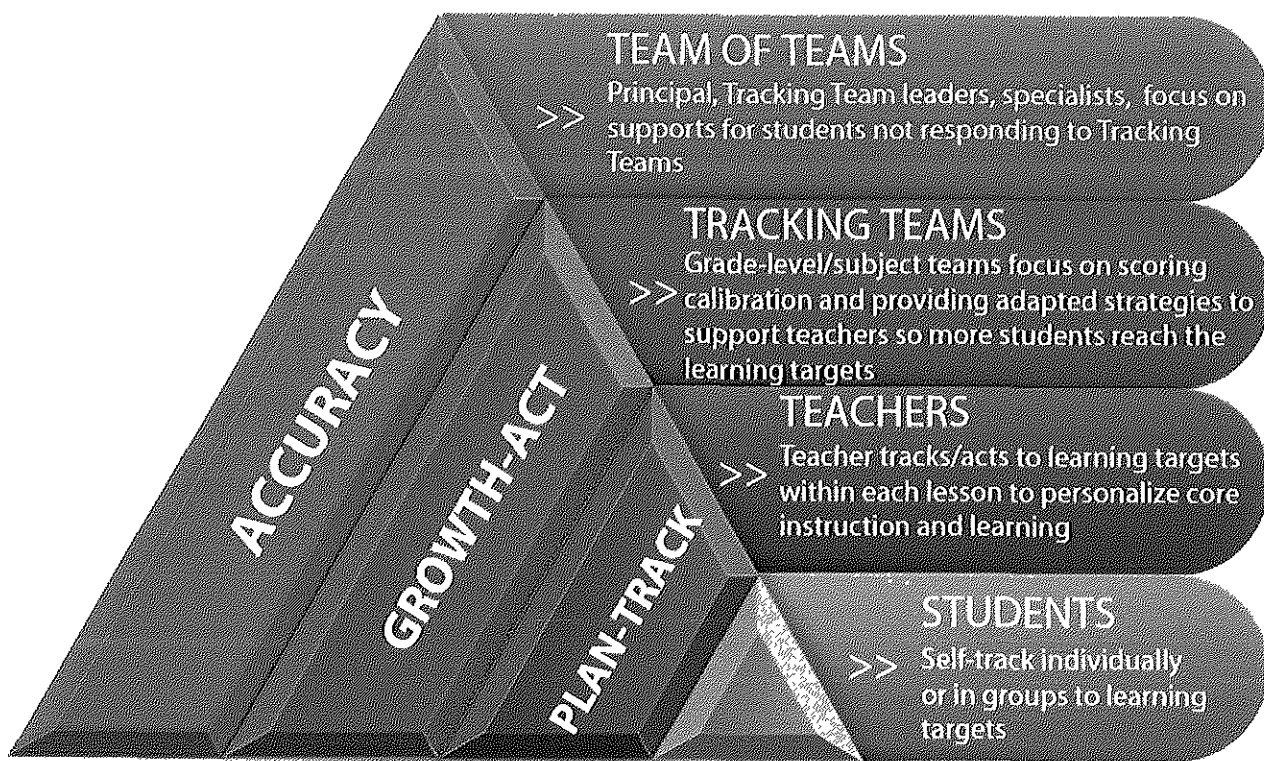 TEAM OF TEAMS
>> Principal, Tracking Team leaders, specialists, focus on
supports for students not responding to Tracking
Teams
TRACKING TEAMS
>> Grade-level/subject teams focus on scoring
calibration and providing adapted strategies to
support teachers so more students reach the
learning targets
TEACHERS
>> Teacher tracks/acts to learning targets
within each lesson to personalize core
instruction and learning
STUDENTS
>> Self-track individually
or in groups to learning
targets
ACCURACY
GROWTH-ACT
PLAN-TRACK